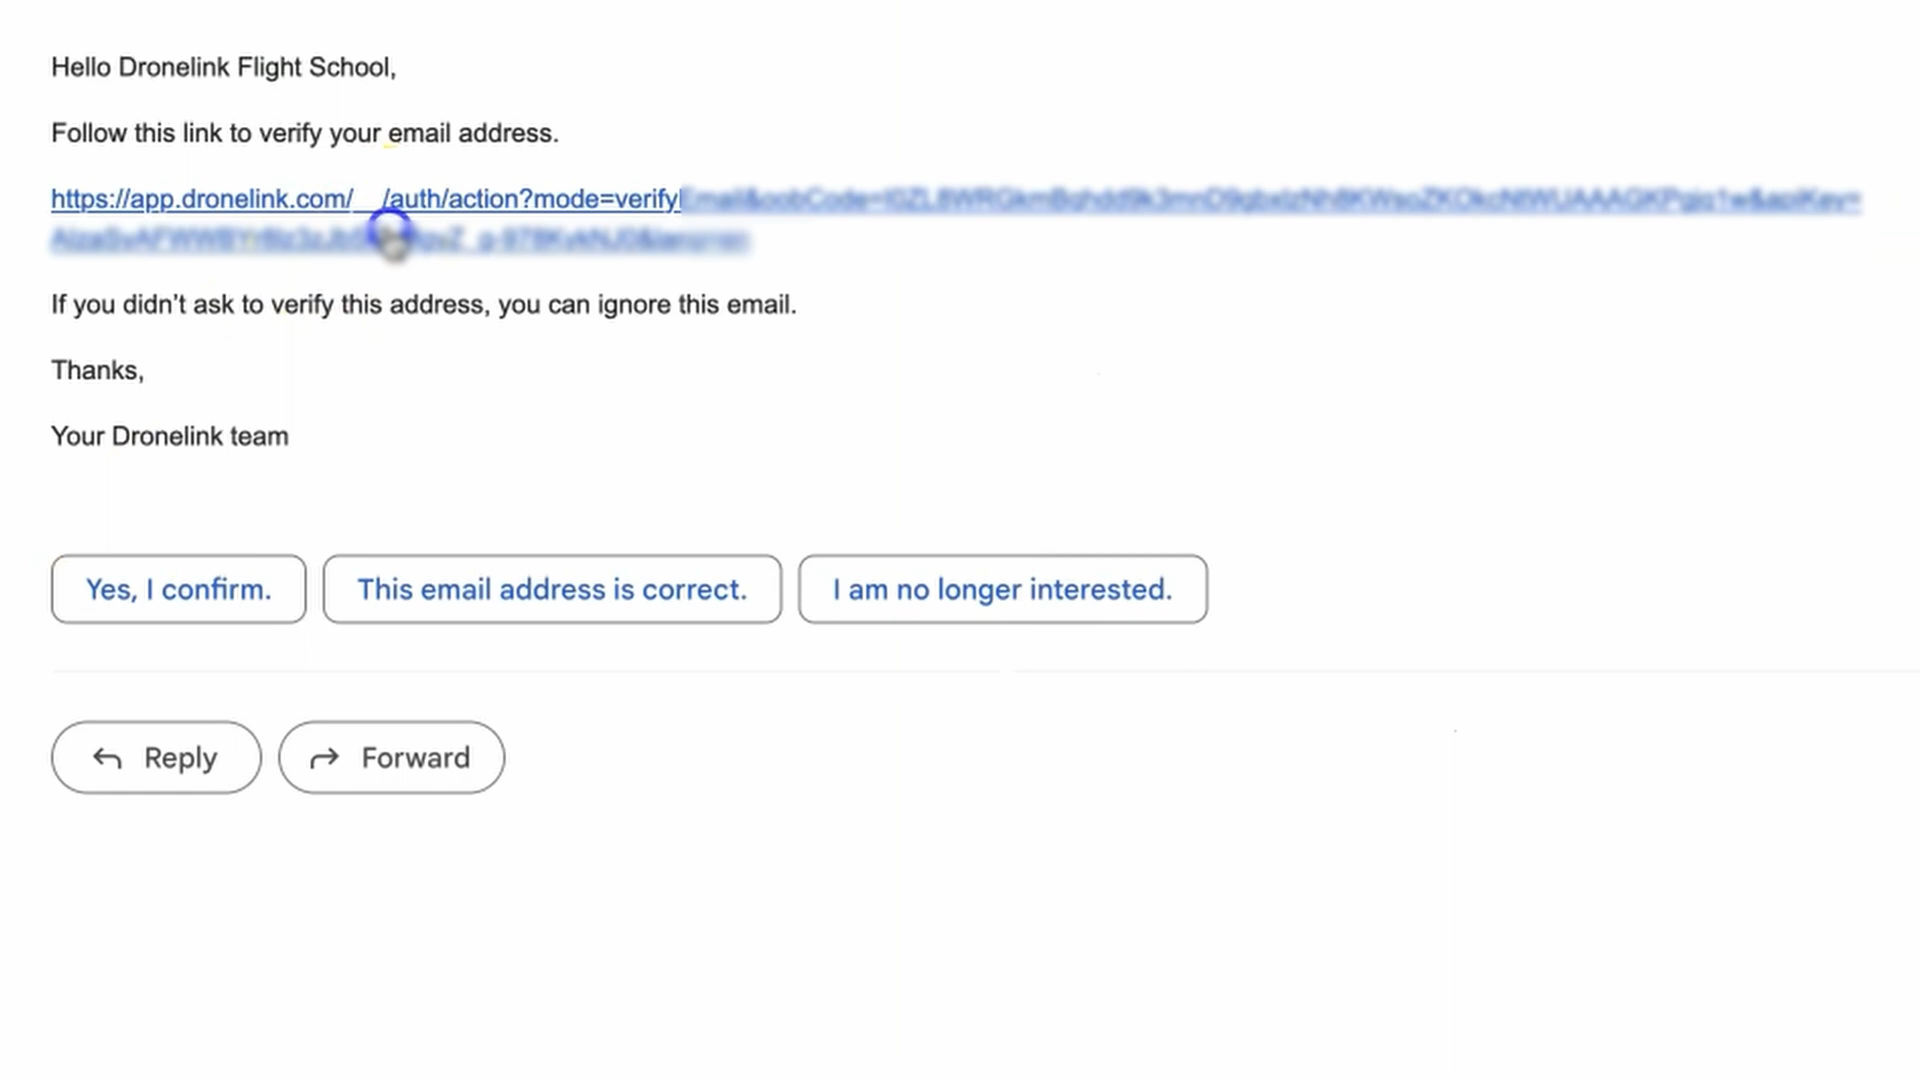 Hello Dronelink Flight School,
Follow this link to verify your email address.
https://app.dronelink.com/__/auth/action?mode=verify
If you didn’t ask to verify this address, you can ignore this email.
Thanks,
Your Dronelink team
Yes, I confirm. This email address is correct. I am no longer interested.
Reply Forward